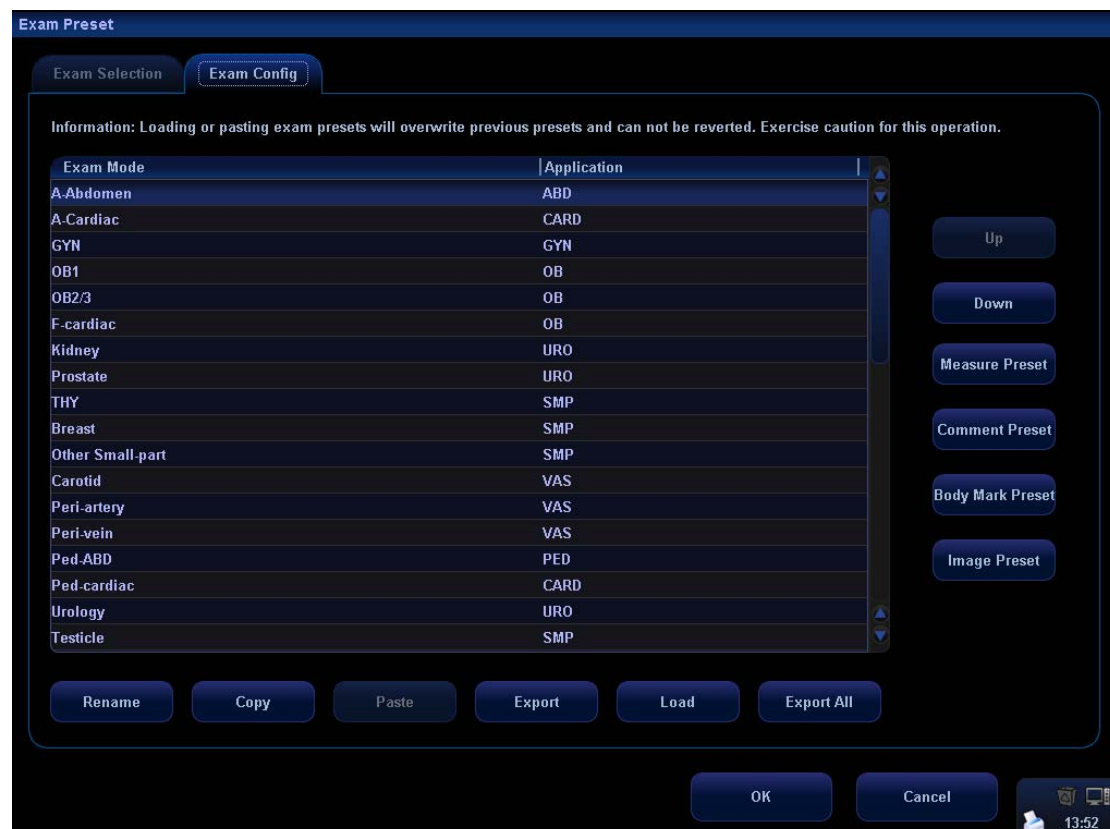 Exam Preset
Exam Selection Exam Config
Information: Loading or pasting exam presets will overwrite previous presets and can not be reverted. Exercise caution for this operation.
Exam Mode Application
A-Abdomen ABD
A-Cardiac CARD
GYN GYN
OB1 OB
OB2/3 OB
F-cardiac OB
Kidney URO
Prostate URO
THY SMP
Breast SMP
Other Small-part SMP
Carotid VAS
Peri-artery VAS
Peri-vein VAS
Ped-ABD PED
Ped-cardiac CARD
Urology URO
Testicle SMP
Up
Down
Measure Preset
Comment Preset
Body Mark Preset
Image Preset
Rename Copy Paste Export Load Export All
OK Cancel
13:52